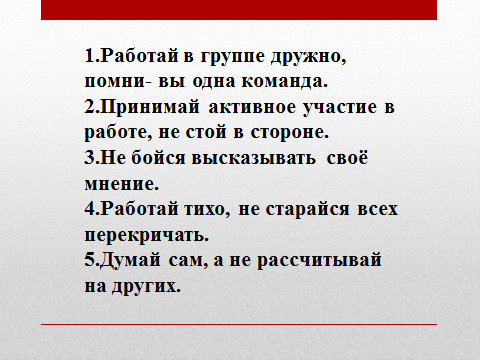 1.Работай в группе дружно,
помни- вы одна команда.
2.Принимай активное участие в
работе, не стой в стороне.
3.Не бойся высказывать своё
мнение.
4.Работай тихо, не старайся всех
перекричать.
5.Думай сам, а не рассчитывай
на других.